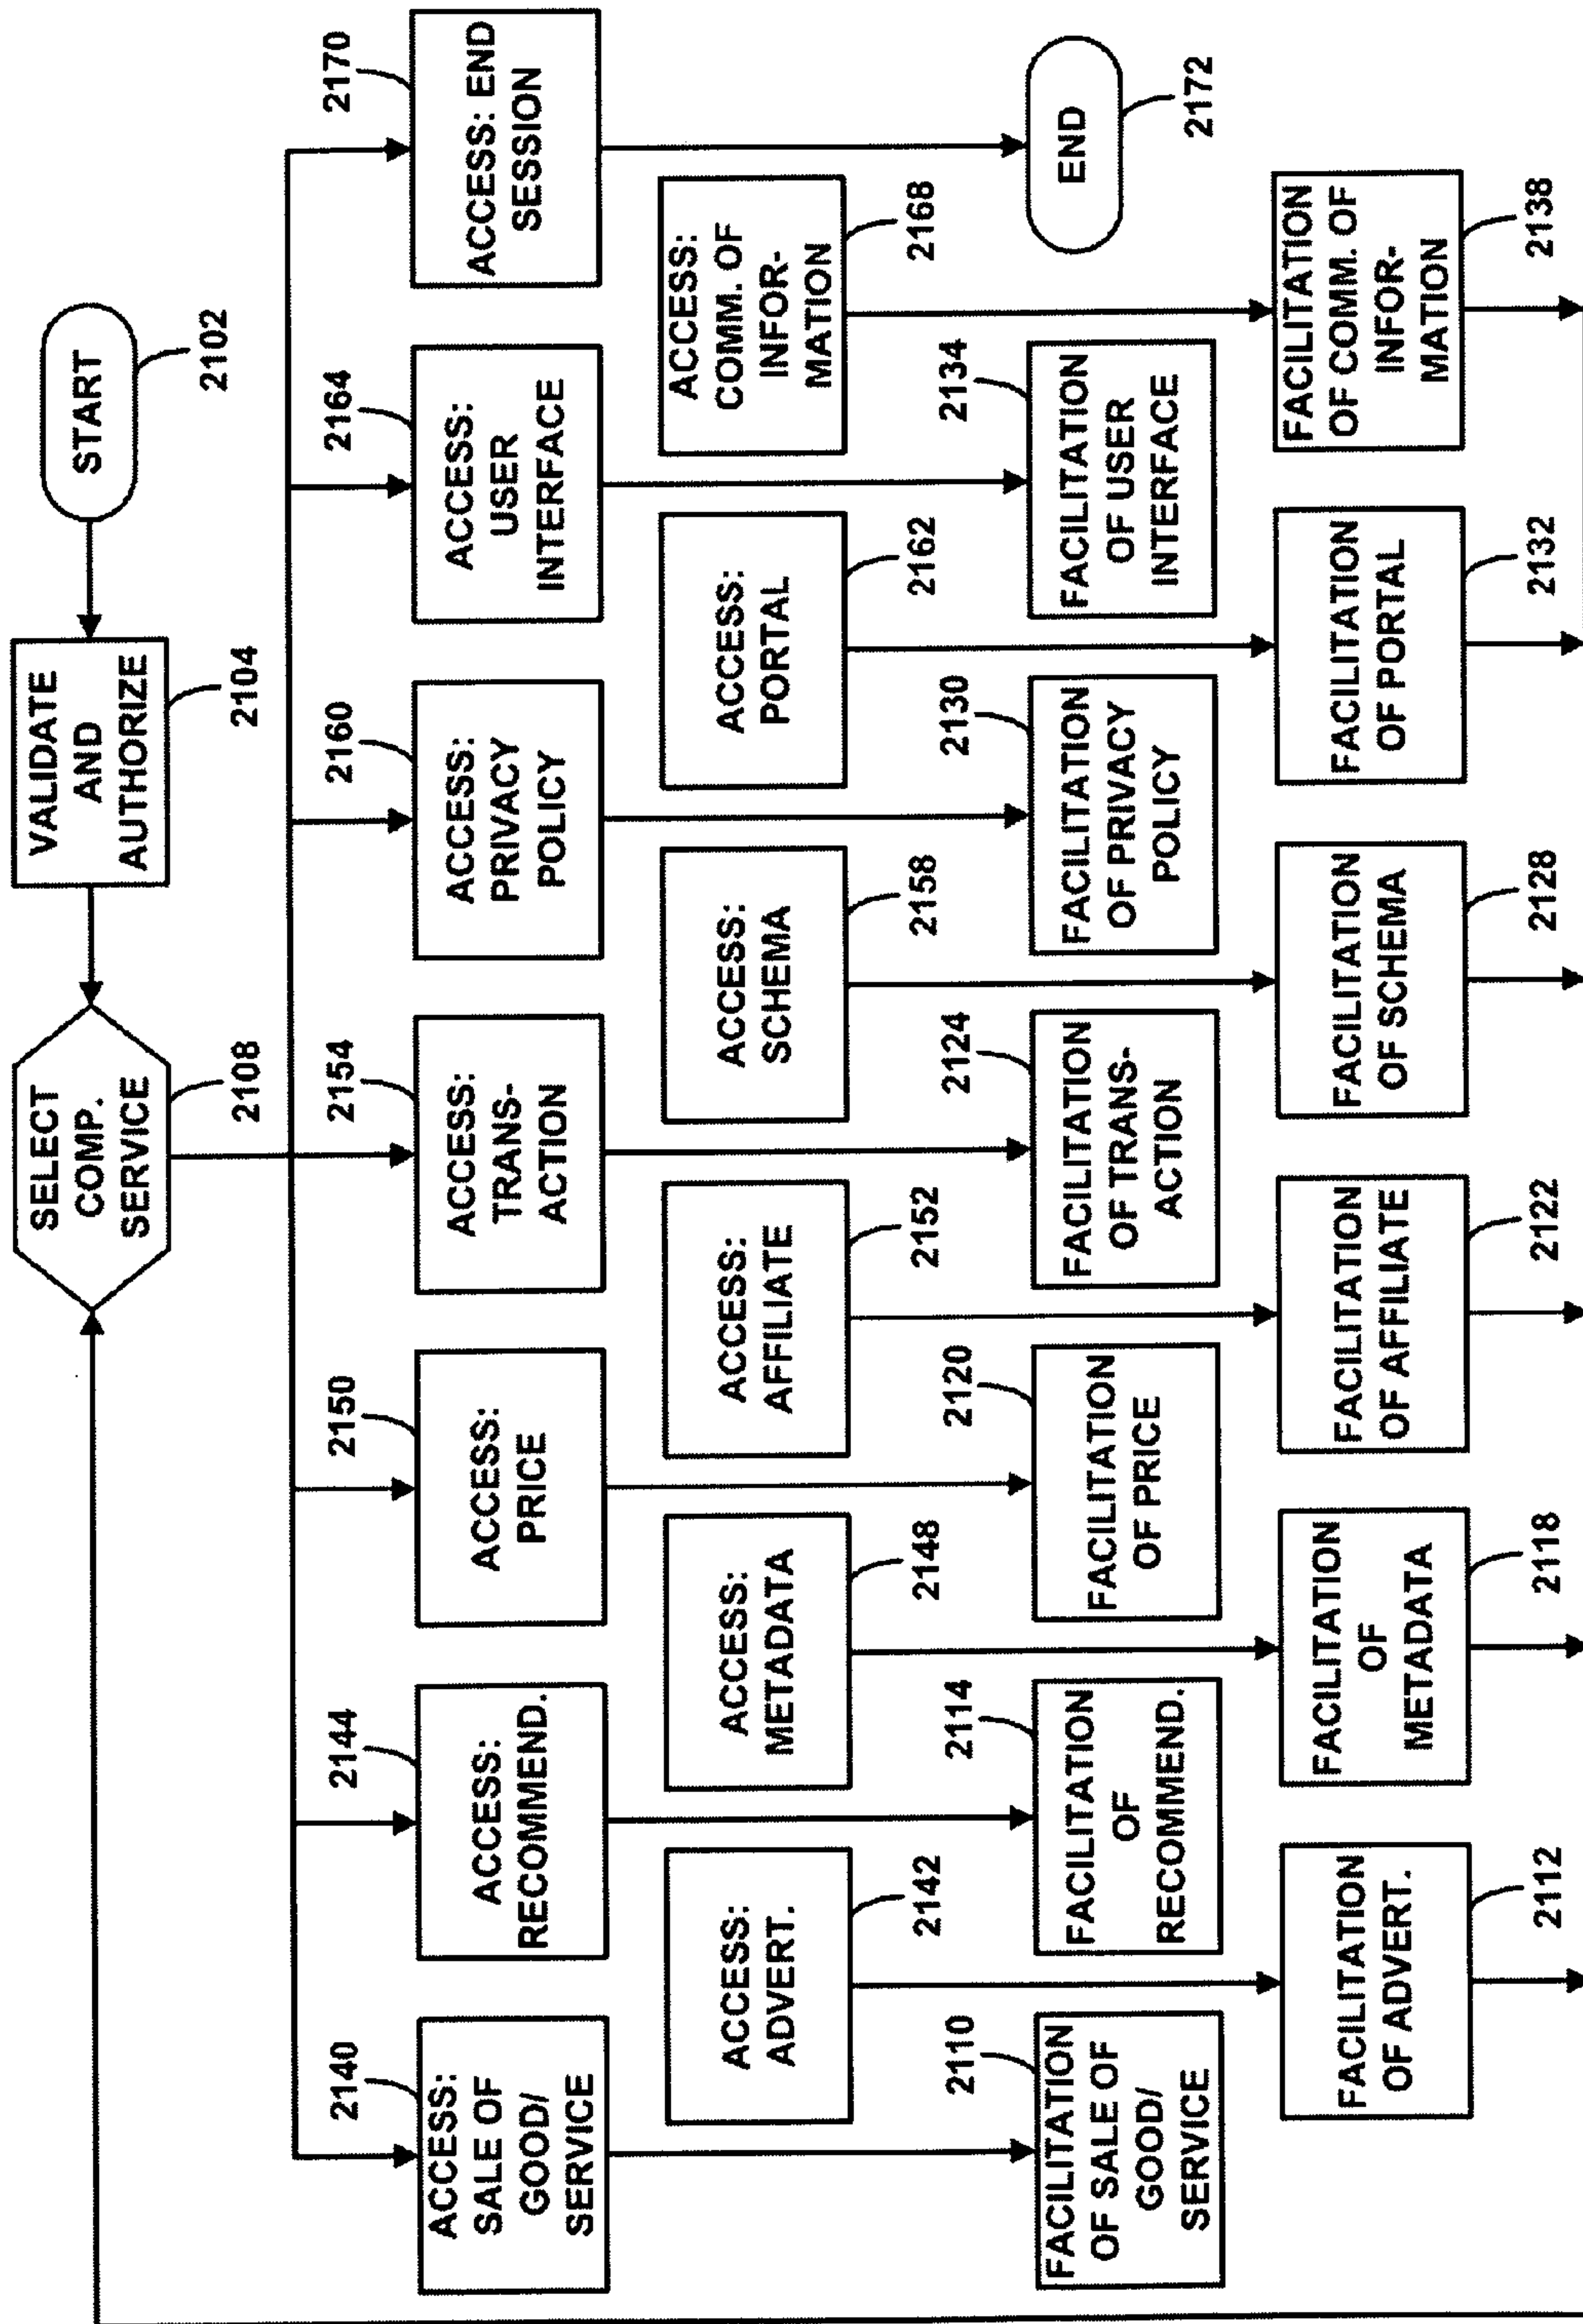 START
2102
VALIDATE
AND
AUTHORIZE
2104
SELECT
COMP.
SERVICE
2108
2140
ACCESS:
SALE OF
GOOD/
SERVICE
2144
ACCESS:
RECOMMEND.
2150
ACCESS:
PRICE
2154
ACCESS:
TRANS-
ACTION
2160
ACCESS:
PRIVACY
POLICY
2164
ACCESS:
USER
INTERFACE
2170
ACCESS: END
SESSION
ACCESS:
ADVERT.
2142
ACCESS:
METADATA
2148
ACCESS:
AFFILIATE
2152
ACCESS:
SCHEMA
2158
ACCESS:
PORTAL
2162
ACCESS:
COMM. OF
INFOR-
MATION
2168
2110
FACILITATION
OF SALE OF
GOOD/
SERVICE
2114
FACILITATION
OF
RECOMMEND.
2120
FACILITATION
OF PRICE
2124
FACILITATION
OF TRANS-
ACTION
2130
FACILITATION
OF PRIVACY
POLICY
2134
FACILITATION
OF USER
INTERFACE
END
2172
FACILITATION
OF ADVERT.
2112
FACILITATION
OF
METADATA
2118
FACILITATION
OF AFFILIATE
2122
FACILITATION
OF SCHEMA
2128
FACILITATION
OF PORTAL
2132
FACILITATION
OF COMM. OF
INFOR-
MATION
2138